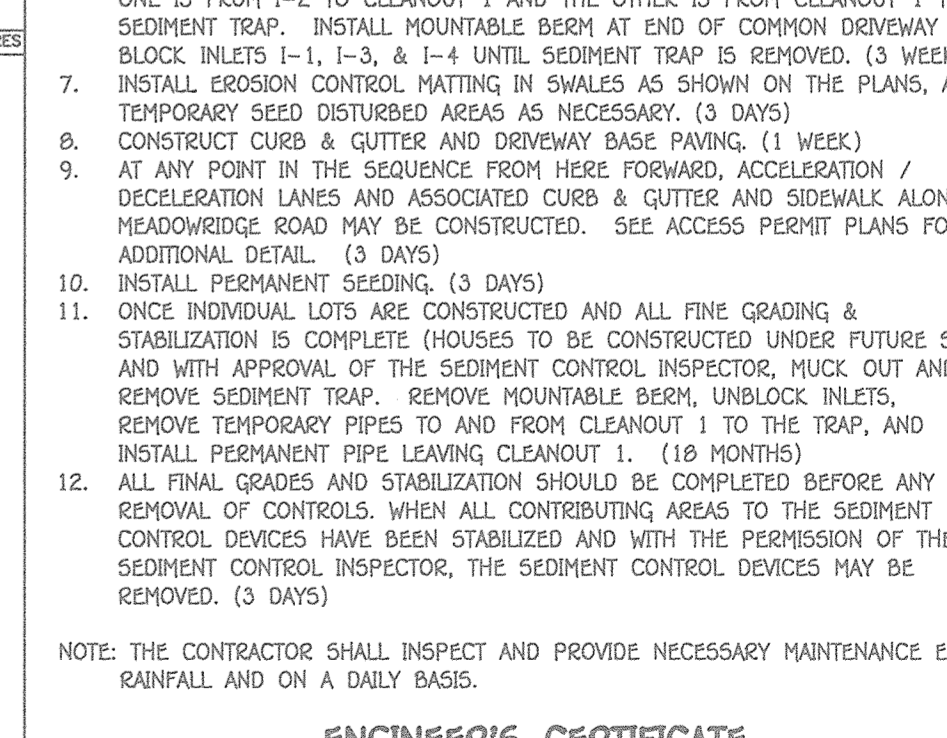 ONE IS FROM I-2 TO CLEANOUT 1 AND THE OTHER IS FROM CLEANOUT 1
SEDIMENT TRAP. INSTALL MOUNTABLE BERM AT END OF COMMON DRIVEWAY
BLOCK INLETS I-1, I-3, & I-4 UNTIL SEDIMENT TRAP IS REMOVED. (3
7. INSTALL EROSION CONTROL MATTING IN SWALES AS SHOWN ON THE PLANS,
TEMPORARY SEED DISTURBED AREAS AS NECESSARY. (3 DAYS)
8. CONSTRUCT CURB & GUTTER AND DRIVEWAY BASE PAVING. (1 WEEK)
9. AT ANY POINT IN THE SEQUENCE FROM HERE FORWARD, ACCELERATION /
DECELERATION LANES AND ASSOCIATED CURB & GUTTER AND SIDEWALK
MEADOWRIDGE ROAD MAY BE CONSTRUCTED. SEE ACCESS PERMIT PLANS
ADDITIONAL DETAIL. (3 DAYS)
10. INSTALL PERMANENT SEEDING. (3 DAYS)
11. ONCE INDIVIDUAL LOTS ARE CONSTRUCTED AND ALL FINE GRADING &
STABILIZATION IS COMPLETE (HOUSES TO BE CONSTRUCTED UNDER FUTURE
AND WITH APPROVAL OF THE SEDIMENT CONTROL INSPECTOR, MUCK OUT AND
REMOVE SEDIMENT TRAP. REMOVE MOUNTABLE BERM, UNBLOCK INLETS,
REMOVE TEMPORARY PIPES TO AND FROM CLEANOUT 1 TO THE TRAP, AND
INSTALL PERMANENT PIPE LEAVING CLEANOUT 1. (18 MONTHS)
12. ALL FINAL GRADES AND STABILIZATION SHOULD BE COMPLETED BEFORE ANY
REMOVAL OF CONTROLS. WHEN ALL CONTRIBUTING AREAS TO THE SEDIMENT
CONTROL DEVICES HAVE BEEN STABILIZED AND WITH THE PERMISSION OF THE
SEDIMENT CONTROL INSPECTOR, THE SEDIMENT CONTROL DEVICES MAY BE
REMOVED. (3 DAYS)
NOTE: THE CONTRACTOR SHALL INSPECT AND PROVIDE NECESSARY MAINTENANCE
RAINFALL AND ON A DAILY BASIS.
ENGINEER'S CERTIFICATE